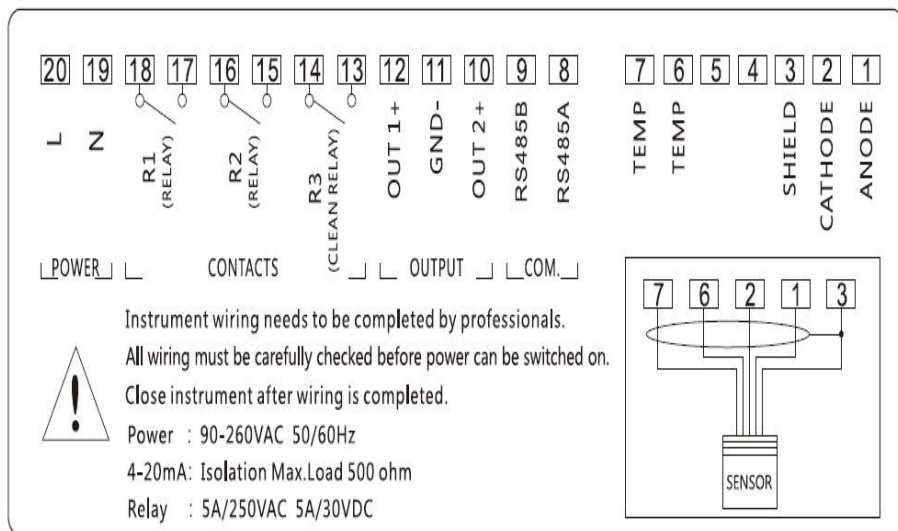 20 19 18 17 16 15 14 13 12 11 10 9 8 7 6 5 4 3 2 1
L
N
R1
(RELAY)
R2
(RELAY)
R3
(CLEAN RELAY)
OUT1+
GND-
OUT2+
RS485B
RS485A
TEMP
TEMP
SHIELD
CATHODE
ANODE
POWER CONTACTS OUTPUT COM.
Instrument wiring needs to be completed by professionals.
All wiring must be carefully checked before power can be switched on.
Close instrument after wiring is completed.
Power : 90-260VAC 50/60Hz
4-20mA: Isolation Max.Load 500 ohm
Relay : 5A/250VAC 5A/30VDC
!
7 6 2 1 3
SENSOR